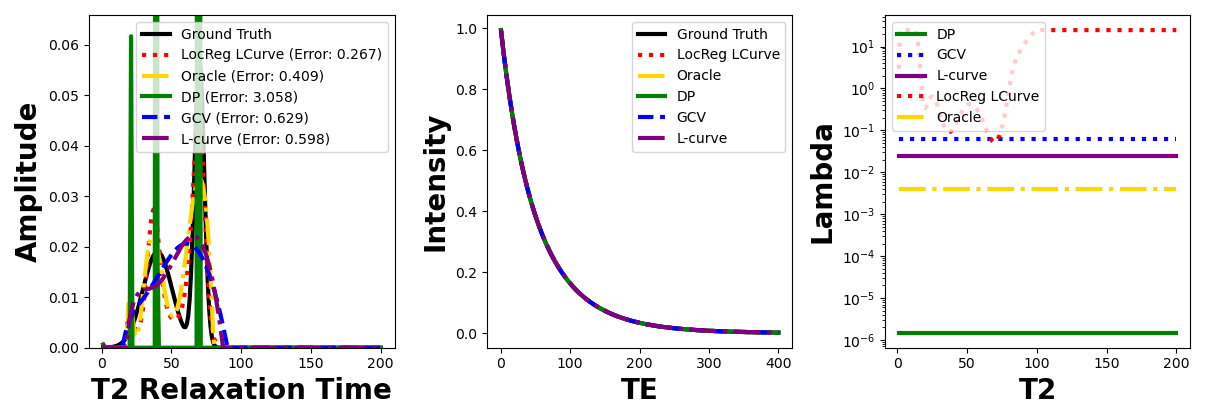 Amplitude
0.06
0.05
0.04
0.03
0.02
0.01
0.00
0 50 100 150 200
T2 Relaxation Time
Ground Truth
LocReg LCurve (Error: 0.267)
Oracle (Error: 0.409)
DP (Error: 3.058)
GCV (Error: 0.629)
L-curve (Error: 0.598)
Intensity
1.0
0.8
0.6
0.4
0.2
0.0
0 100 200 300 400
TE
Ground Truth
LocReg LCurve
Oracle
DP
GCV
L-curve
Lambda
10¹
10⁰
10⁻¹
10⁻²
10⁻³
10⁻⁴
10⁻⁵
10⁻⁶
0 50 100 150 200
T2
DP
GCV
L-curve
LocReg LCurve
Oracle